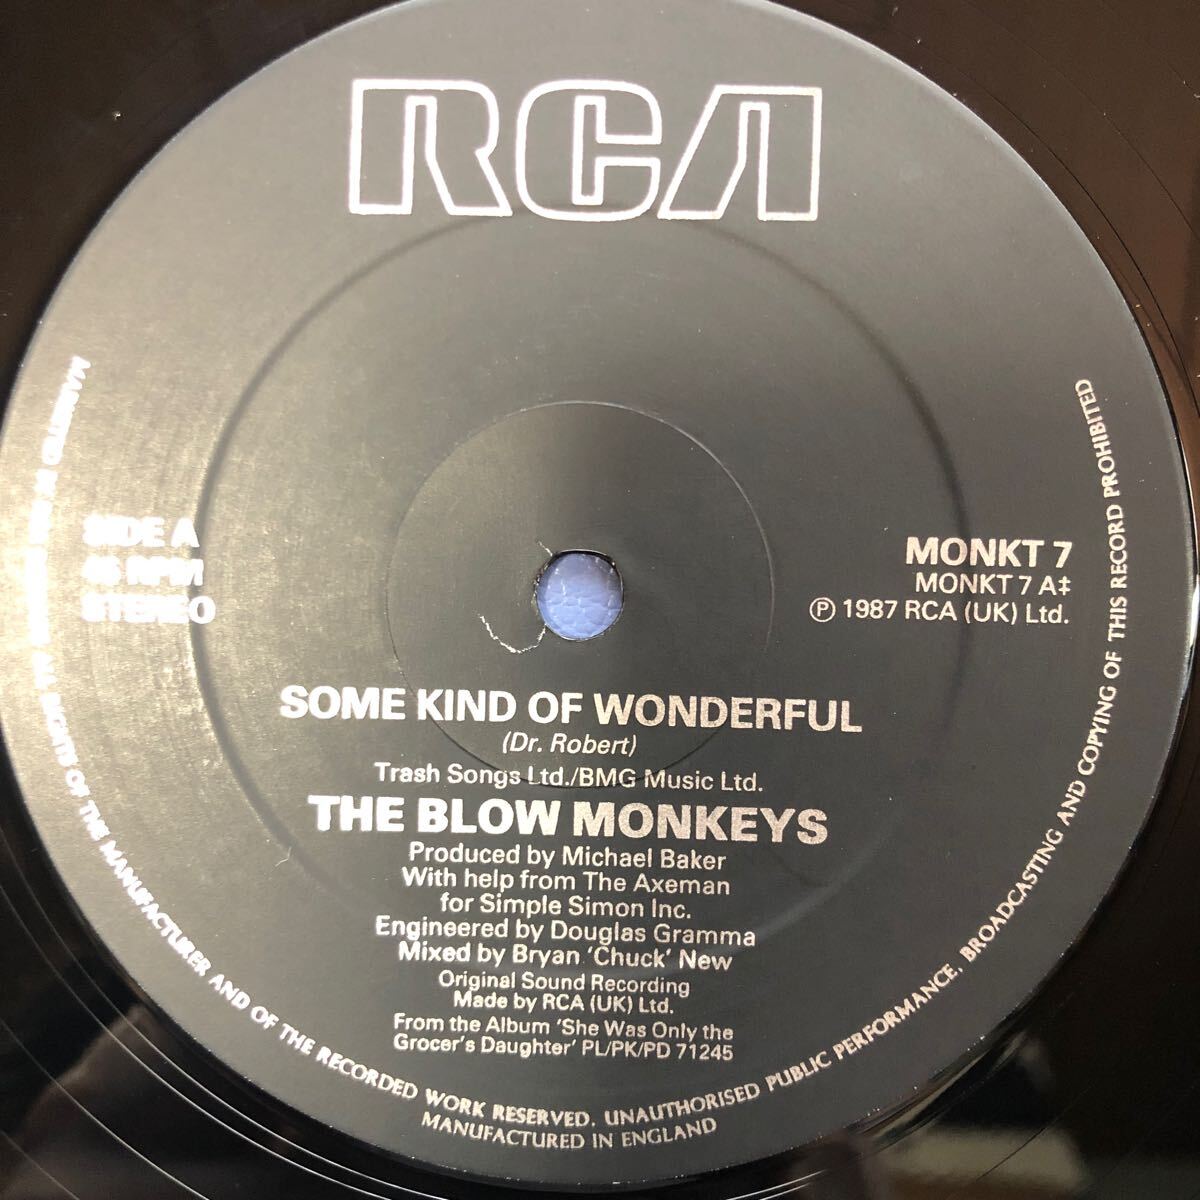 RCA
SIDE A
45 RPM
STEREO
MONKT 7
MONKT 7 A‡
Ⓟ 1987 RCA (UK) Ltd.
SOME KIND OF WONDERFUL
(Dr. Robert)
Trash Songs Ltd./BMG Music Ltd.
THE BLOW MONKEYS
Produced by Michael Baker
With help from The Axeman
for Simple Simon Inc.
Engineered by Douglas Gramma
Mixed by Bryan 'Chuck' New
Original Sound Recording
Made by RCA (UK) Ltd.
From the Album 'She Was Only the
Grocer's Daughter' PL/PK/PD 71245
ALL RIGHTS OF THE MANUFACTURER AND OF THE RECORDED WORK RESERVED. UNAUTHORISED PUBLIC PERFORMANCE, BROADCASTING AND COPYING OF THIS RECORD PROHIBITED
MANUFACTURED IN ENGLAND